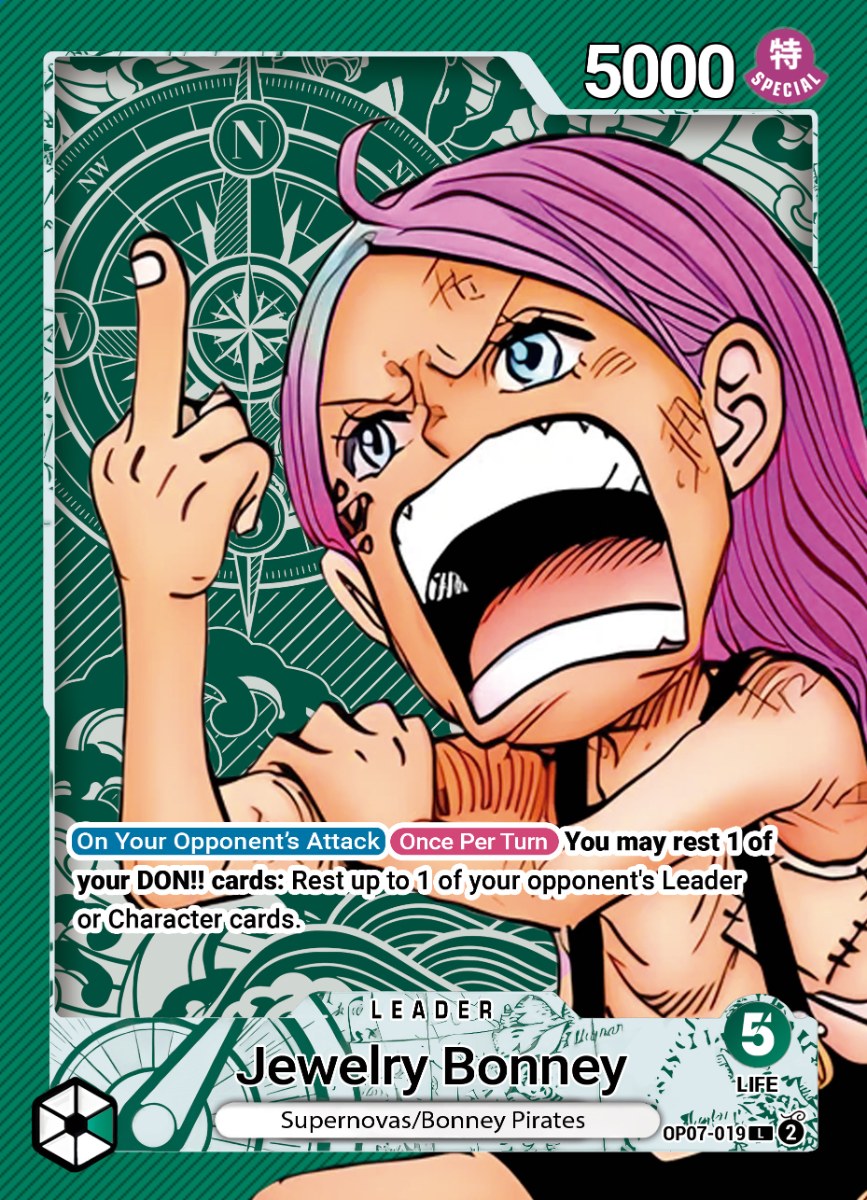 5000
特
SPECIAL
N
NW
On Your Opponent's Attack Once Per Turn You may rest 1 of
your DON!! cards: Rest up to 1 of your opponent's Leader
or Character cards.
LEADER
Jewelry Bonney
5
LIFE
Supernovas/Bonney Pirates
OP07-019 L 2